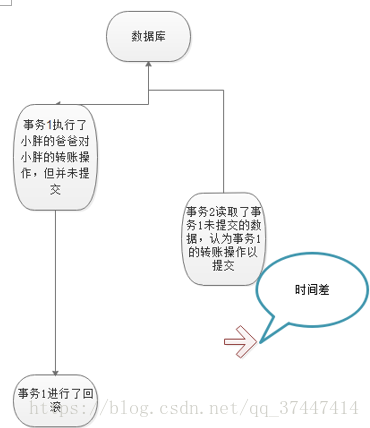 数据库
事务1执行了
小胖的爸爸对
小胖的转账操
作，但并未提
交
事务2读取了事
务1未提交的数
据，认为事务1
的转账操作以
提交
时间差
事务1进行了回
滚
https://blog.csdn.net/qq_37447414